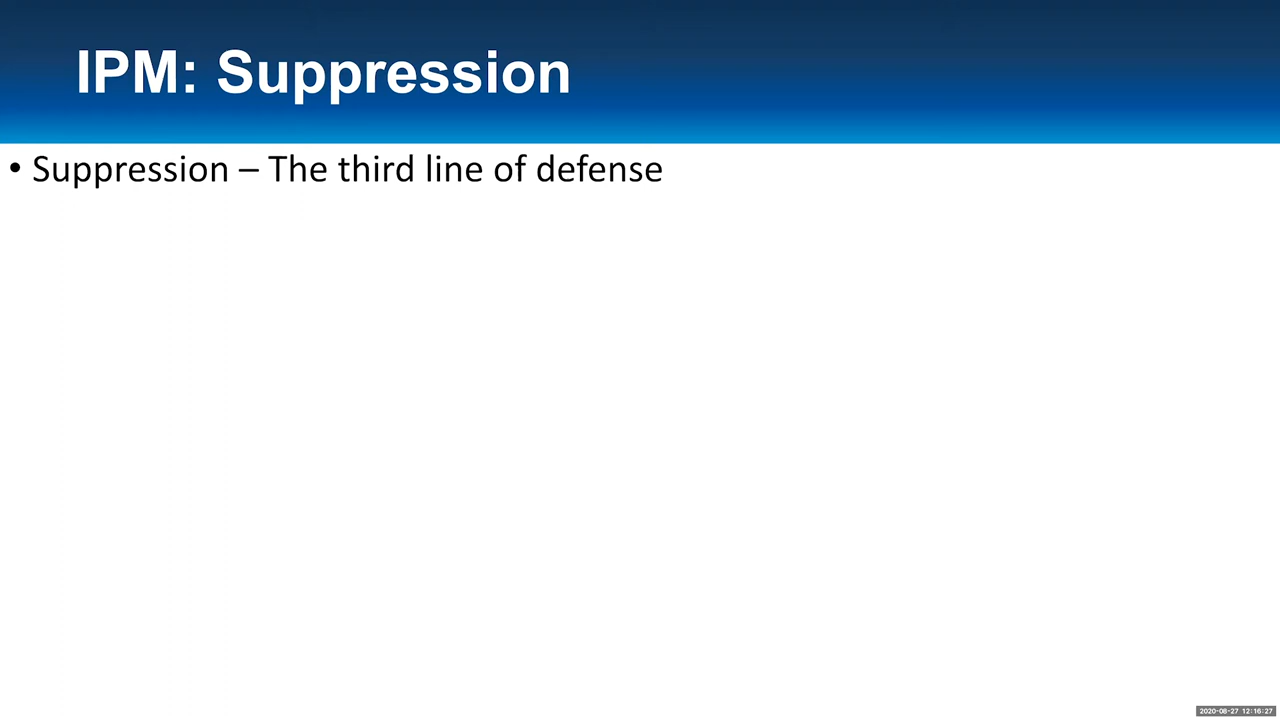 IPM: Suppression
• Suppression – The third line of defense
2020-08-27 12:16:27